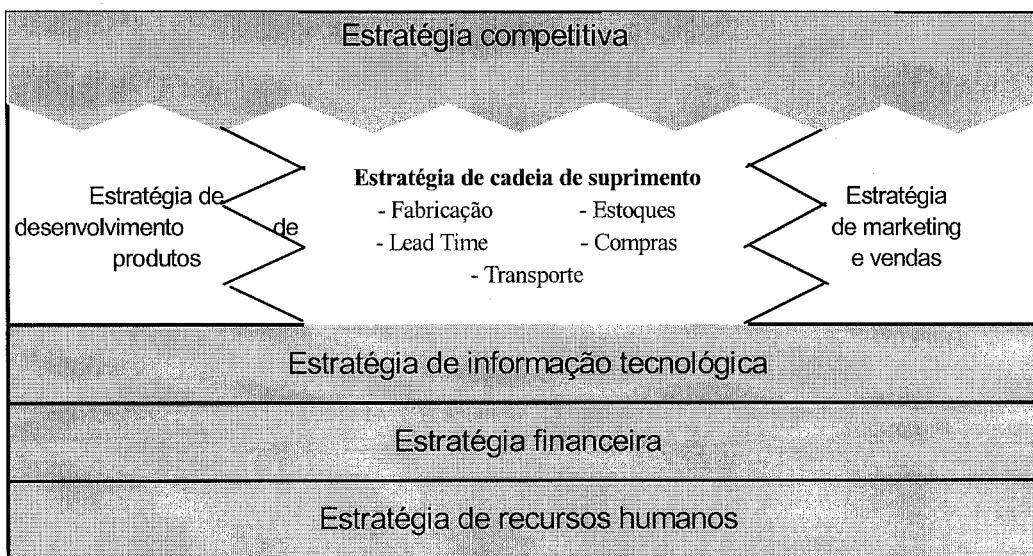 Estratégia competitiva
Estratégia de
desenvolvimento de
produtos
Estratégia de cadeia de suprimento
- Fabricação - Estoques
- Lead Time - Compras
- Transporte
Estratégia
de marketing
e vendas
Estratégia de informação tecnológica
Estratégia financeira
Estratégia de recursos humanos